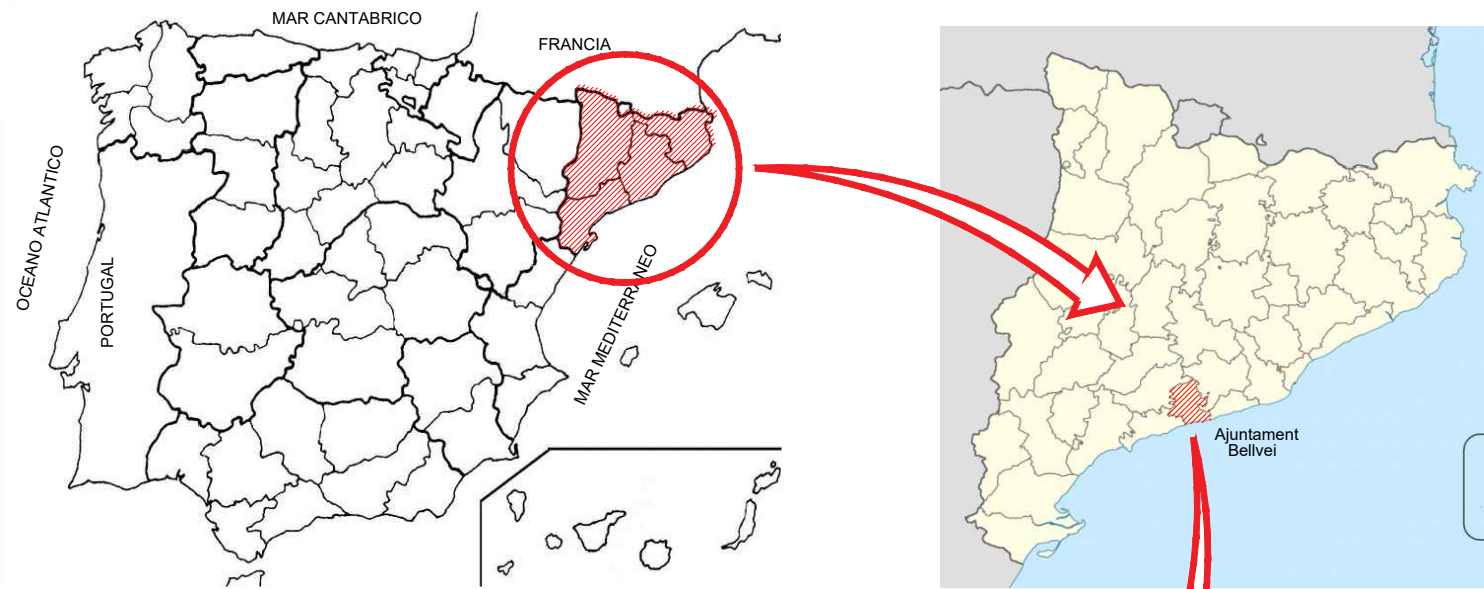 MAR CANTABRICO
FRANCIA
OCEANO ATLANTICO
PORTUGAL
MAR MEDITERRANEO
Ajuntament
Bellvei